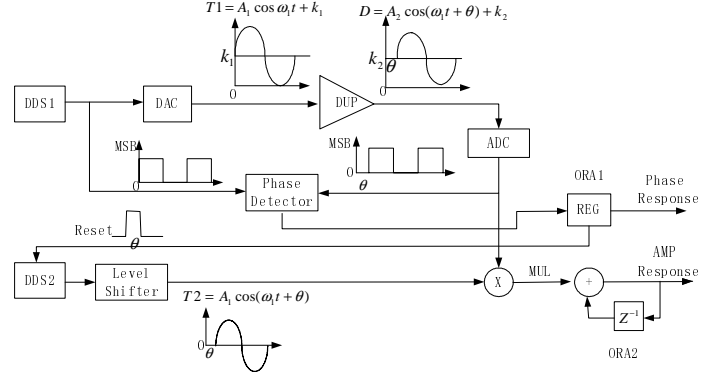 T1 = A₁ cos ω₁t + k₁
D = A₂ cos(ω₁t + θ) + k₂
k₁
0
k₂
θ
0
DDS1
DAC
DUP
ADC
MSB
0
MSB
0
θ
Phase
Detector
ORA1
REG
Phase
Response
Reset
θ
DDS2
Level
Shifter
X
MUL
+
AMP
Response
T2 = A₁ cos(ω₁t + θ)
0
θ
Z⁻¹
ORA2